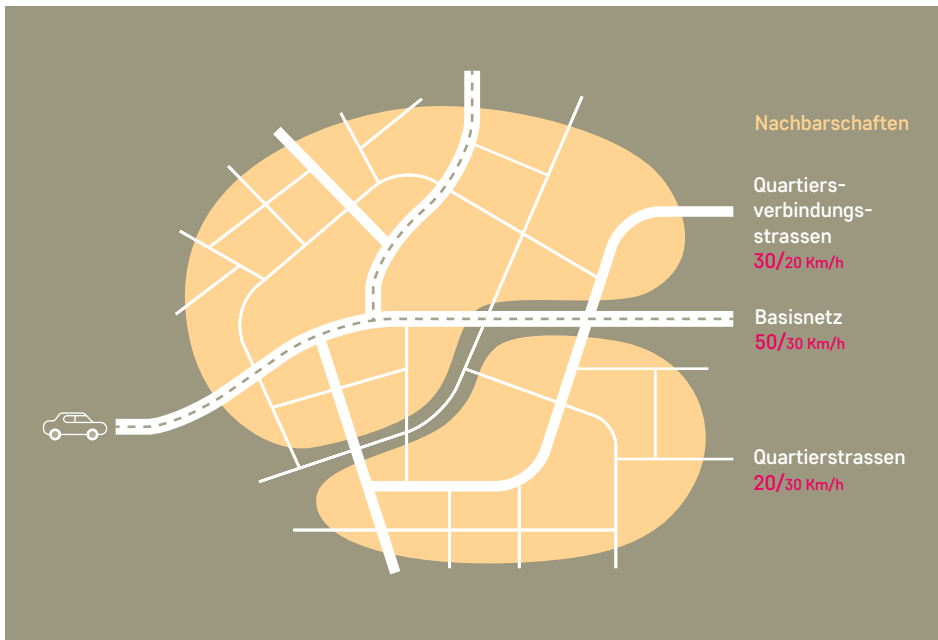 Nachbarschaften
Quartiers-
verbindungs-
strassen
30/20 Km/h
Basisnetz
50/30 Km/h
Quartierstrassen
20/30 Km/h